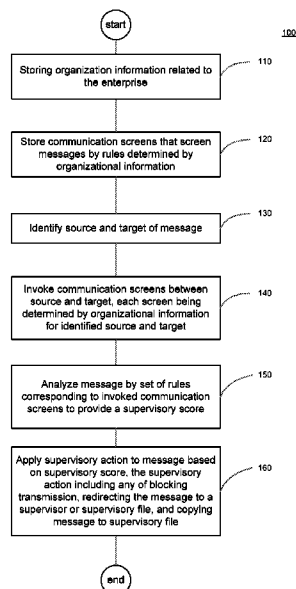 start
100
Storing organization information related to
the enterprise
110
Store communication screens that screen
messages by rules determined by
organizational information
120
Identify source and target of message
130
Invoke communication screens between
source and target, each screen being
determined by organizational information
for identified source and target
140
Analyze message by set of rules
corresponding to invoked communication
screens to provide a supervisory score
150
Apply supervisory action to message based
on supervisory score, the supervisory
action including any of blocking
transmission, redirecting the message to a
supervisor or supervisory file, and copying
message to supervisory file
160
end